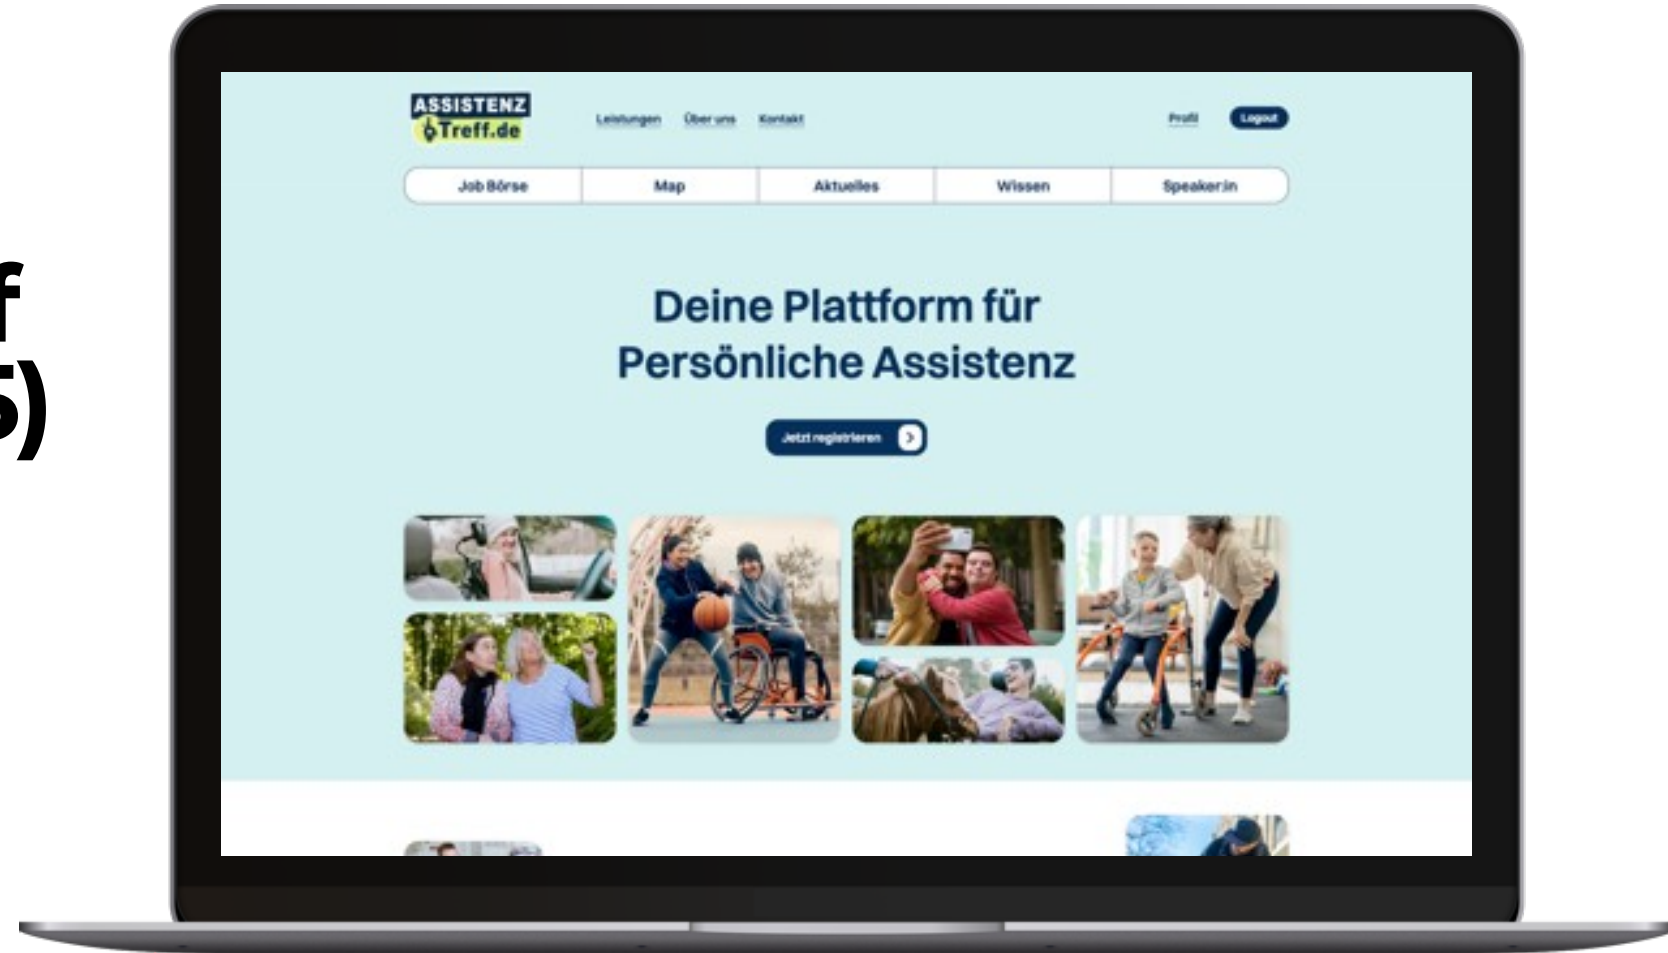 f
5)
ASSISTENZ
Treff.de
Leistungen Über uns Kontakt
Profil Logout
Job Börse Map Aktuelles Wissen Speaker:in
Deine Plattform für
Persönliche Assistenz
Jetzt registrieren